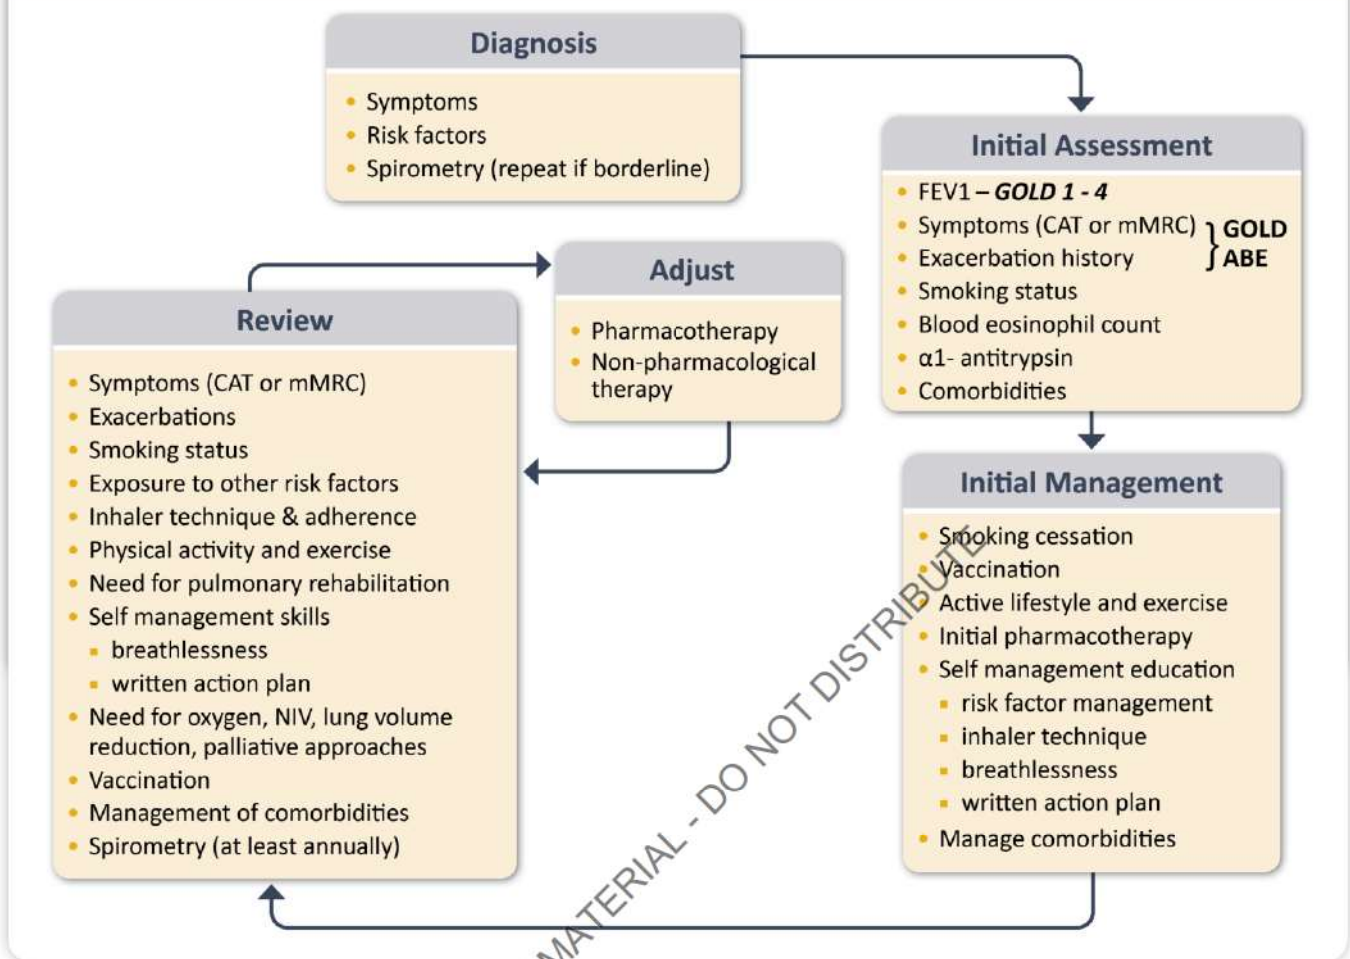 Diagnosis
• Symptoms
• Risk factors
• Spirometry (repeat if borderline)
Initial Assessment
• FEV1 – GOLD 1 - 4
• Symptoms (CAT or mMRC)
• Exacerbation history
GOLD
ABE
• Smoking status
• Blood eosinophil count
• α1- antitrypsin
• Comorbidities
Initial Management
• Smoking cessation
• Vaccination
• Active lifestyle and exercise
• Initial pharmacotherapy
• Self management education
▪ risk factor management
▪ inhaler technique
▪ breathlessness
▪ written action plan
• Manage comorbidities
Review
• Symptoms (CAT or mMRC)
• Exacerbations
• Smoking status
• Exposure to other risk factors
• Inhaler technique & adherence
• Physical activity and exercise
• Need for pulmonary rehabilitation
• Self management skills
▪ breathlessness
▪ written action plan
• Need for oxygen, NIV, lung volume
reduction, palliative approaches
• Vaccination
• Management of comorbidities
• Spirometry (at least annually)
Adjust
• Pharmacotherapy
• Non-pharmacological
therapy
MATERIAL - DO NOT DISTRIBUTE